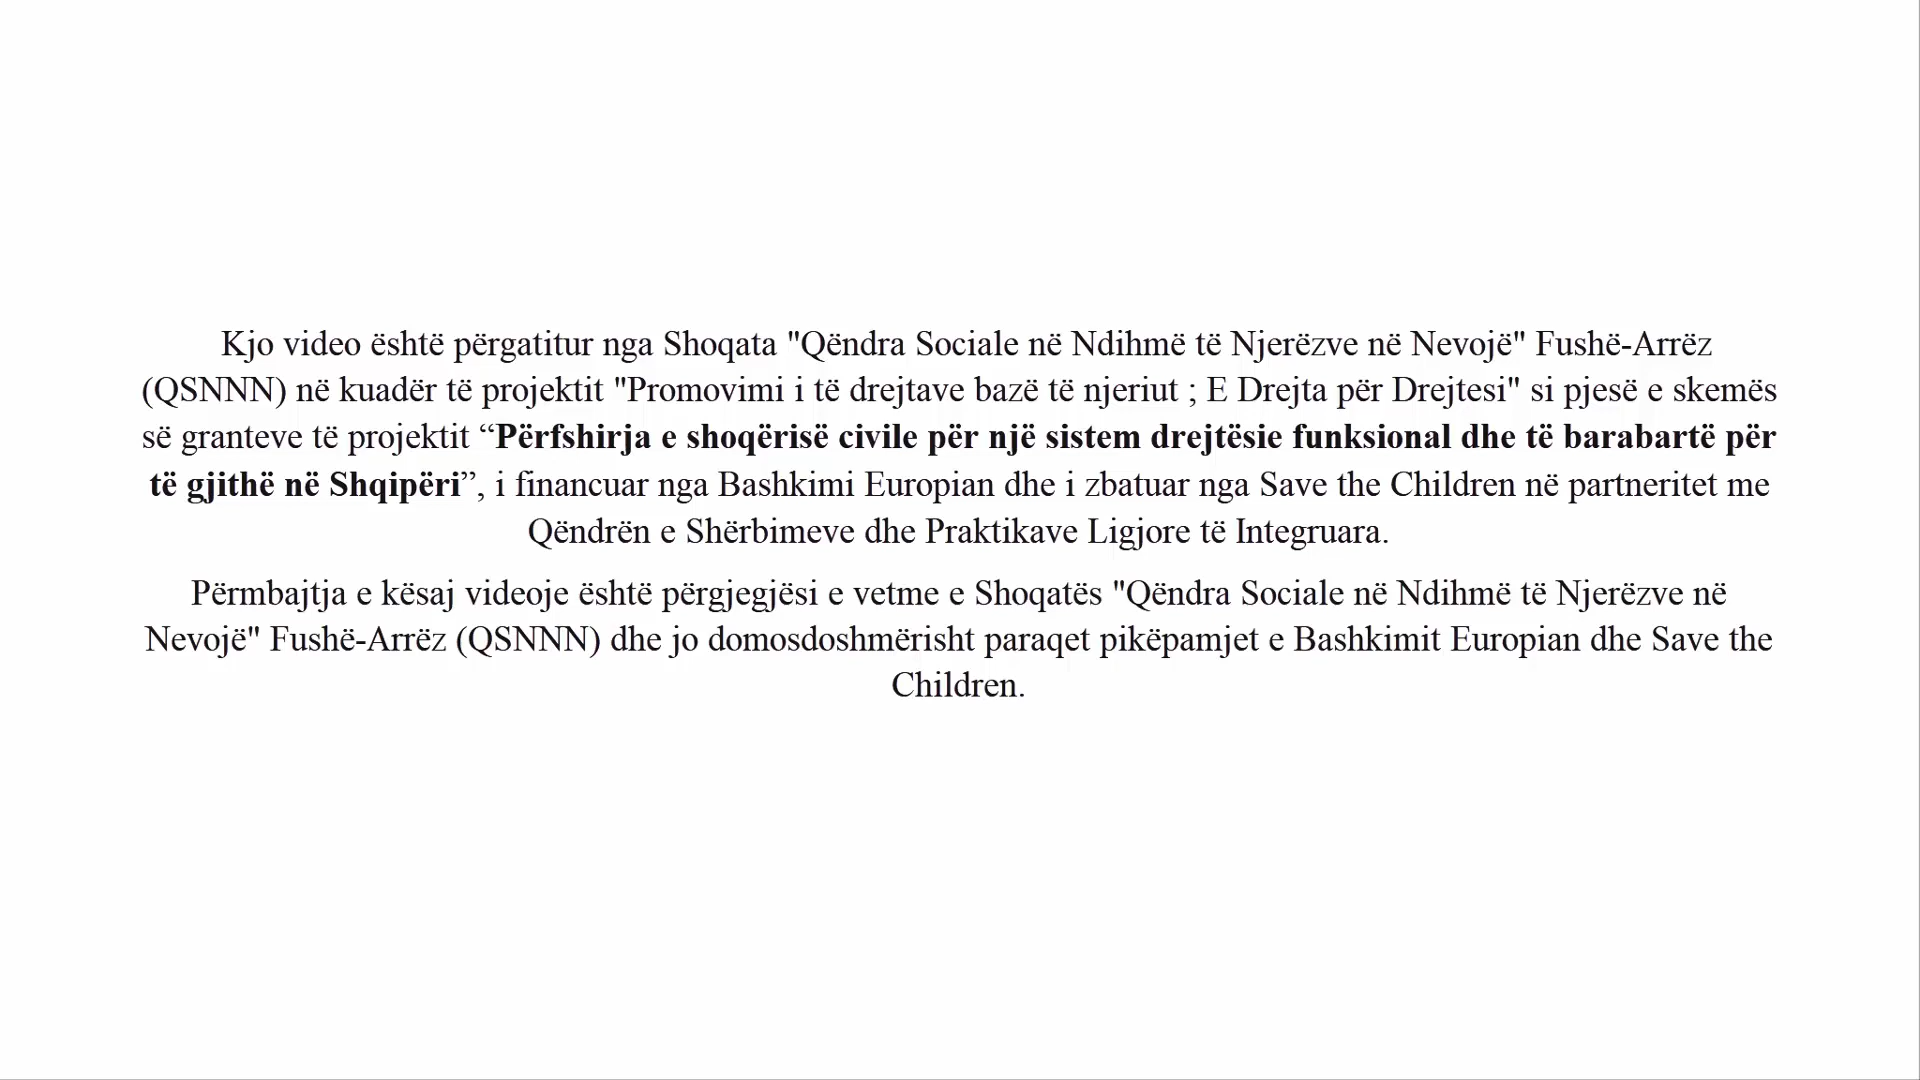 Kjo video është përgatitur nga Shoqata "Qëndra Sociale në Ndihmë të Njerëzve në Nevojë" Fushë-Arrëz
(QSNNN) në kuadër të projektit "Promovimi i të drejtave bazë të njeriut ; E Drejta për Drejtesi" si pjesë e skemës
së granteve të projektit “Përfshirja e shoqërisë civile për një sistem drejtësie funksional dhe të barabartë për
të gjithë në Shqipëri”, i financuar nga Bashkimi Europian dhe i zbatuar nga Save the Children në partneritet me
Qëndrën e Shërbimeve dhe Praktikave Ligjore të Integruara.
Përmbajtja e kësaj videoje është përgjegjësi e vetme e Shoqatës "Qëndra Sociale në Ndihmë të Njerëzve në
Nevojë" Fushë-Arrëz (QSNNN) dhe jo domosdoshmërisht paraqet pikëpamjet e Bashkimit Europian dhe Save the
Children.